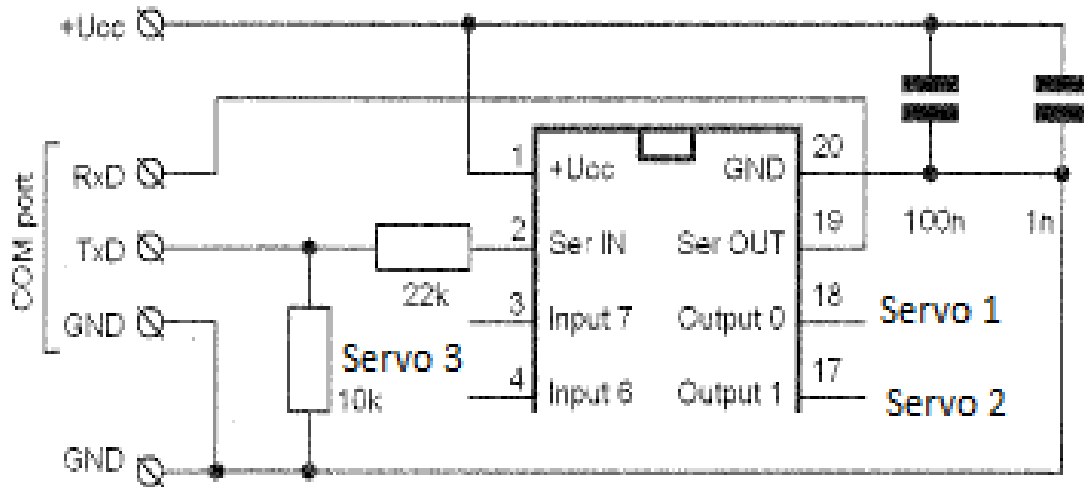 +Ucc
COM port
RxD
TxD
GND
GND
22k
10k
Servo 3
1 +Ucc GND 20
2 Ser IN Ser OUT 19
3 Input 7 Output 0 18
4 Input 6 Output 1 17
100n
1n
Servo 1
Servo 2